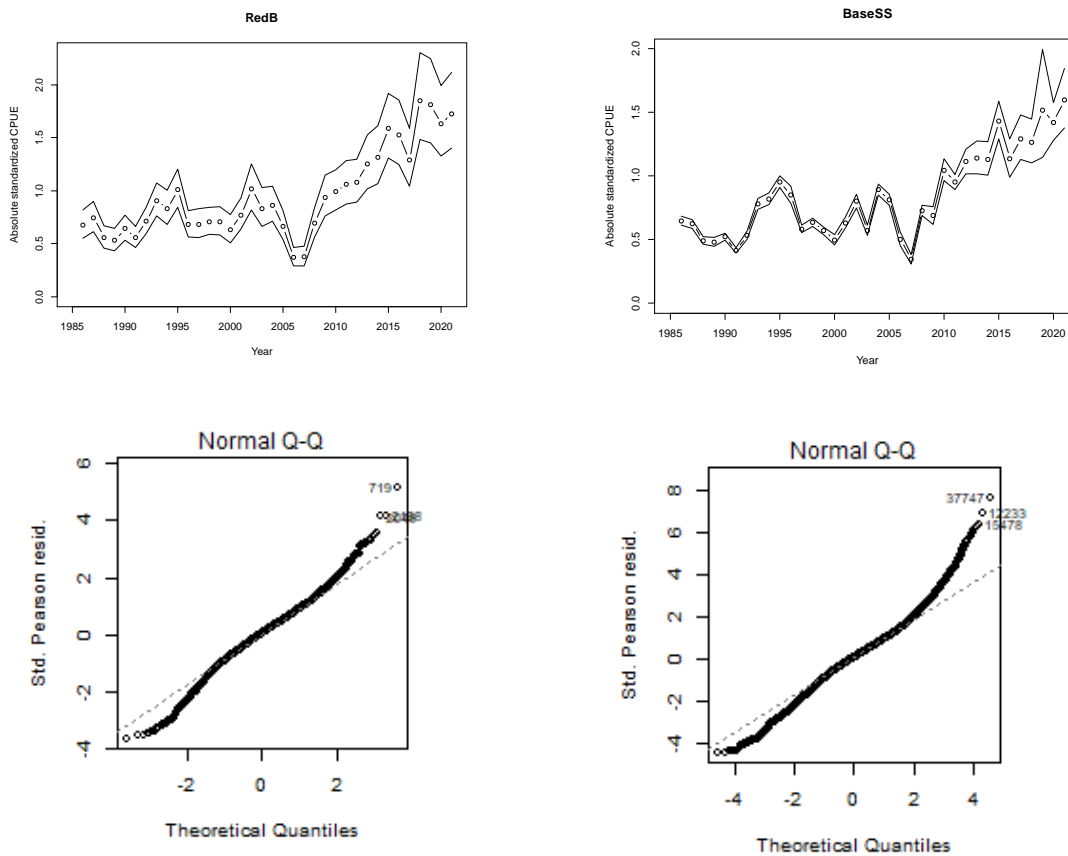 RedB
Absolute standardized CPUE
2.0
1.5
1.0
0.5
0.0
1985 1990 1995 2000 2005 2010 2015 2020
Year
BaseSS
Absolute standardized CPUE
2.0
1.5
1.0
0.5
0.0
1985 1990 1995 2000 2005 2010 2015 2020
Year
Normal Q-Q
Std. Pearson resid.
6
4
2
0
-2
-4
719
-2 0 2
Theoretical Quantiles
Normal Q-Q
Std. Pearson resid.
8
6
4
2
0
-2
-4
37747
12233
15478
-4 -2 0 2 4
Theoretical Quantiles